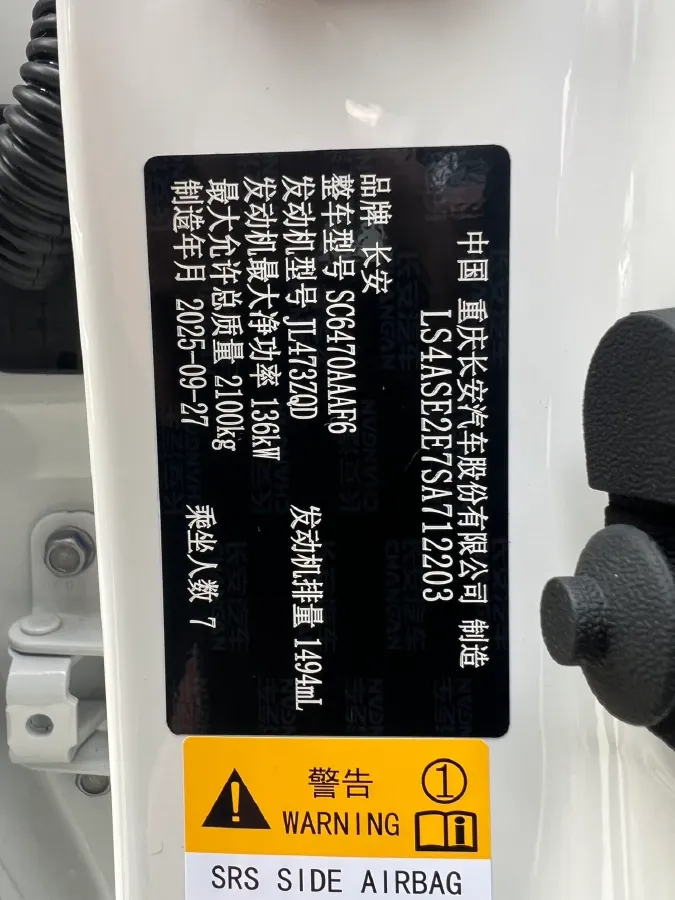 中国 重庆长安汽车股份有限公司 制造
LS4ASE2E7SA712203
品牌 长安
整车型号 SC6470AAAF6
发动机型号 JL473ZQD 发动机排量 1494mL
发动机最大净功率 136kW
最大允许总质量 2100kg
制造年月 2025-09-27 乘坐人数 7
警告 ①
WARNING
SRS SIDE AIRBAG